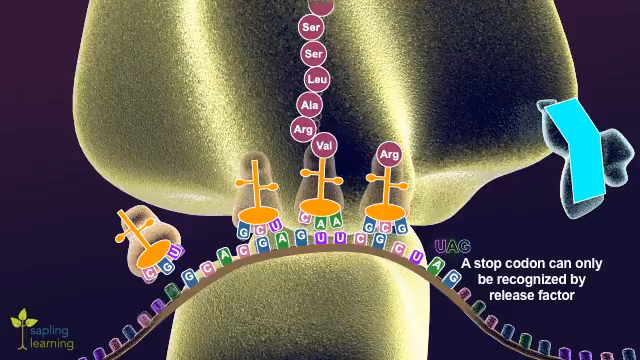 Ser
Ser
Leu
Ala
Arg
Val
Arg
G C U
C A A
G C G
C G U
G C A C G A G U U C G C U A G
UAG
A stop codon can only
be recognized by
release factor
sapling
learning